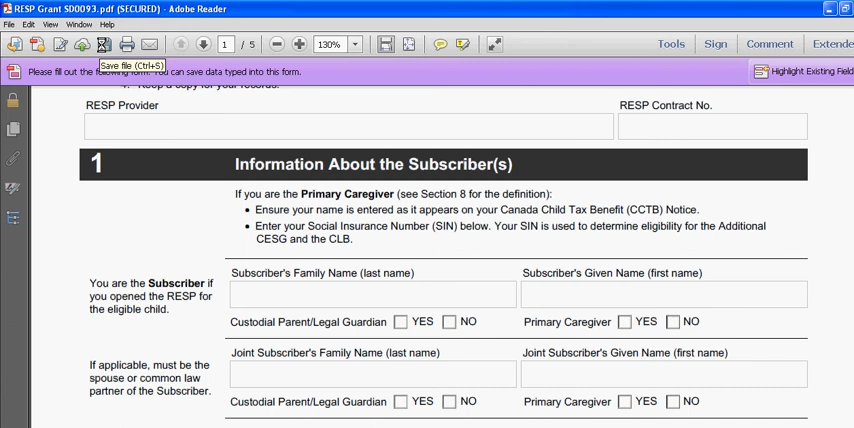 RESP Grant SD0093.pdf (SECURED) - Adobe Reader
File Edit View Window Help
1 / 5 130% Tools Sign Comment Extende
Save file (Ctrl+S)
Please fill out the following form. You can save data typed into this form. Highlight Existing Field
4. Keep a copy for your records.
RESP Provider RESP Contract No.
1 Information About the Subscriber(s)
If you are the Primary Caregiver (see Section 8 for the definition):
• Ensure your name is entered as it appears on your Canada Child Tax Benefit (CCTB) Notice.
• Enter your Social Insurance Number (SIN) below. Your SIN is used to determine eligibility for the Additional
CESG and the CLB.
You are the Subscriber if
you opened the RESP for
the eligible child.
Subscriber's Family Name (last name) Subscriber's Given Name (first name)
Custodial Parent/Legal Guardian YES NO Primary Caregiver YES NO
If applicable, must be the
spouse or common law
partner of the Subscriber.
Joint Subscriber's Family Name (last name) Joint Subscriber's Given Name (first name)
Custodial Parent/Legal Guardian YES NO Primary Caregiver YES NO